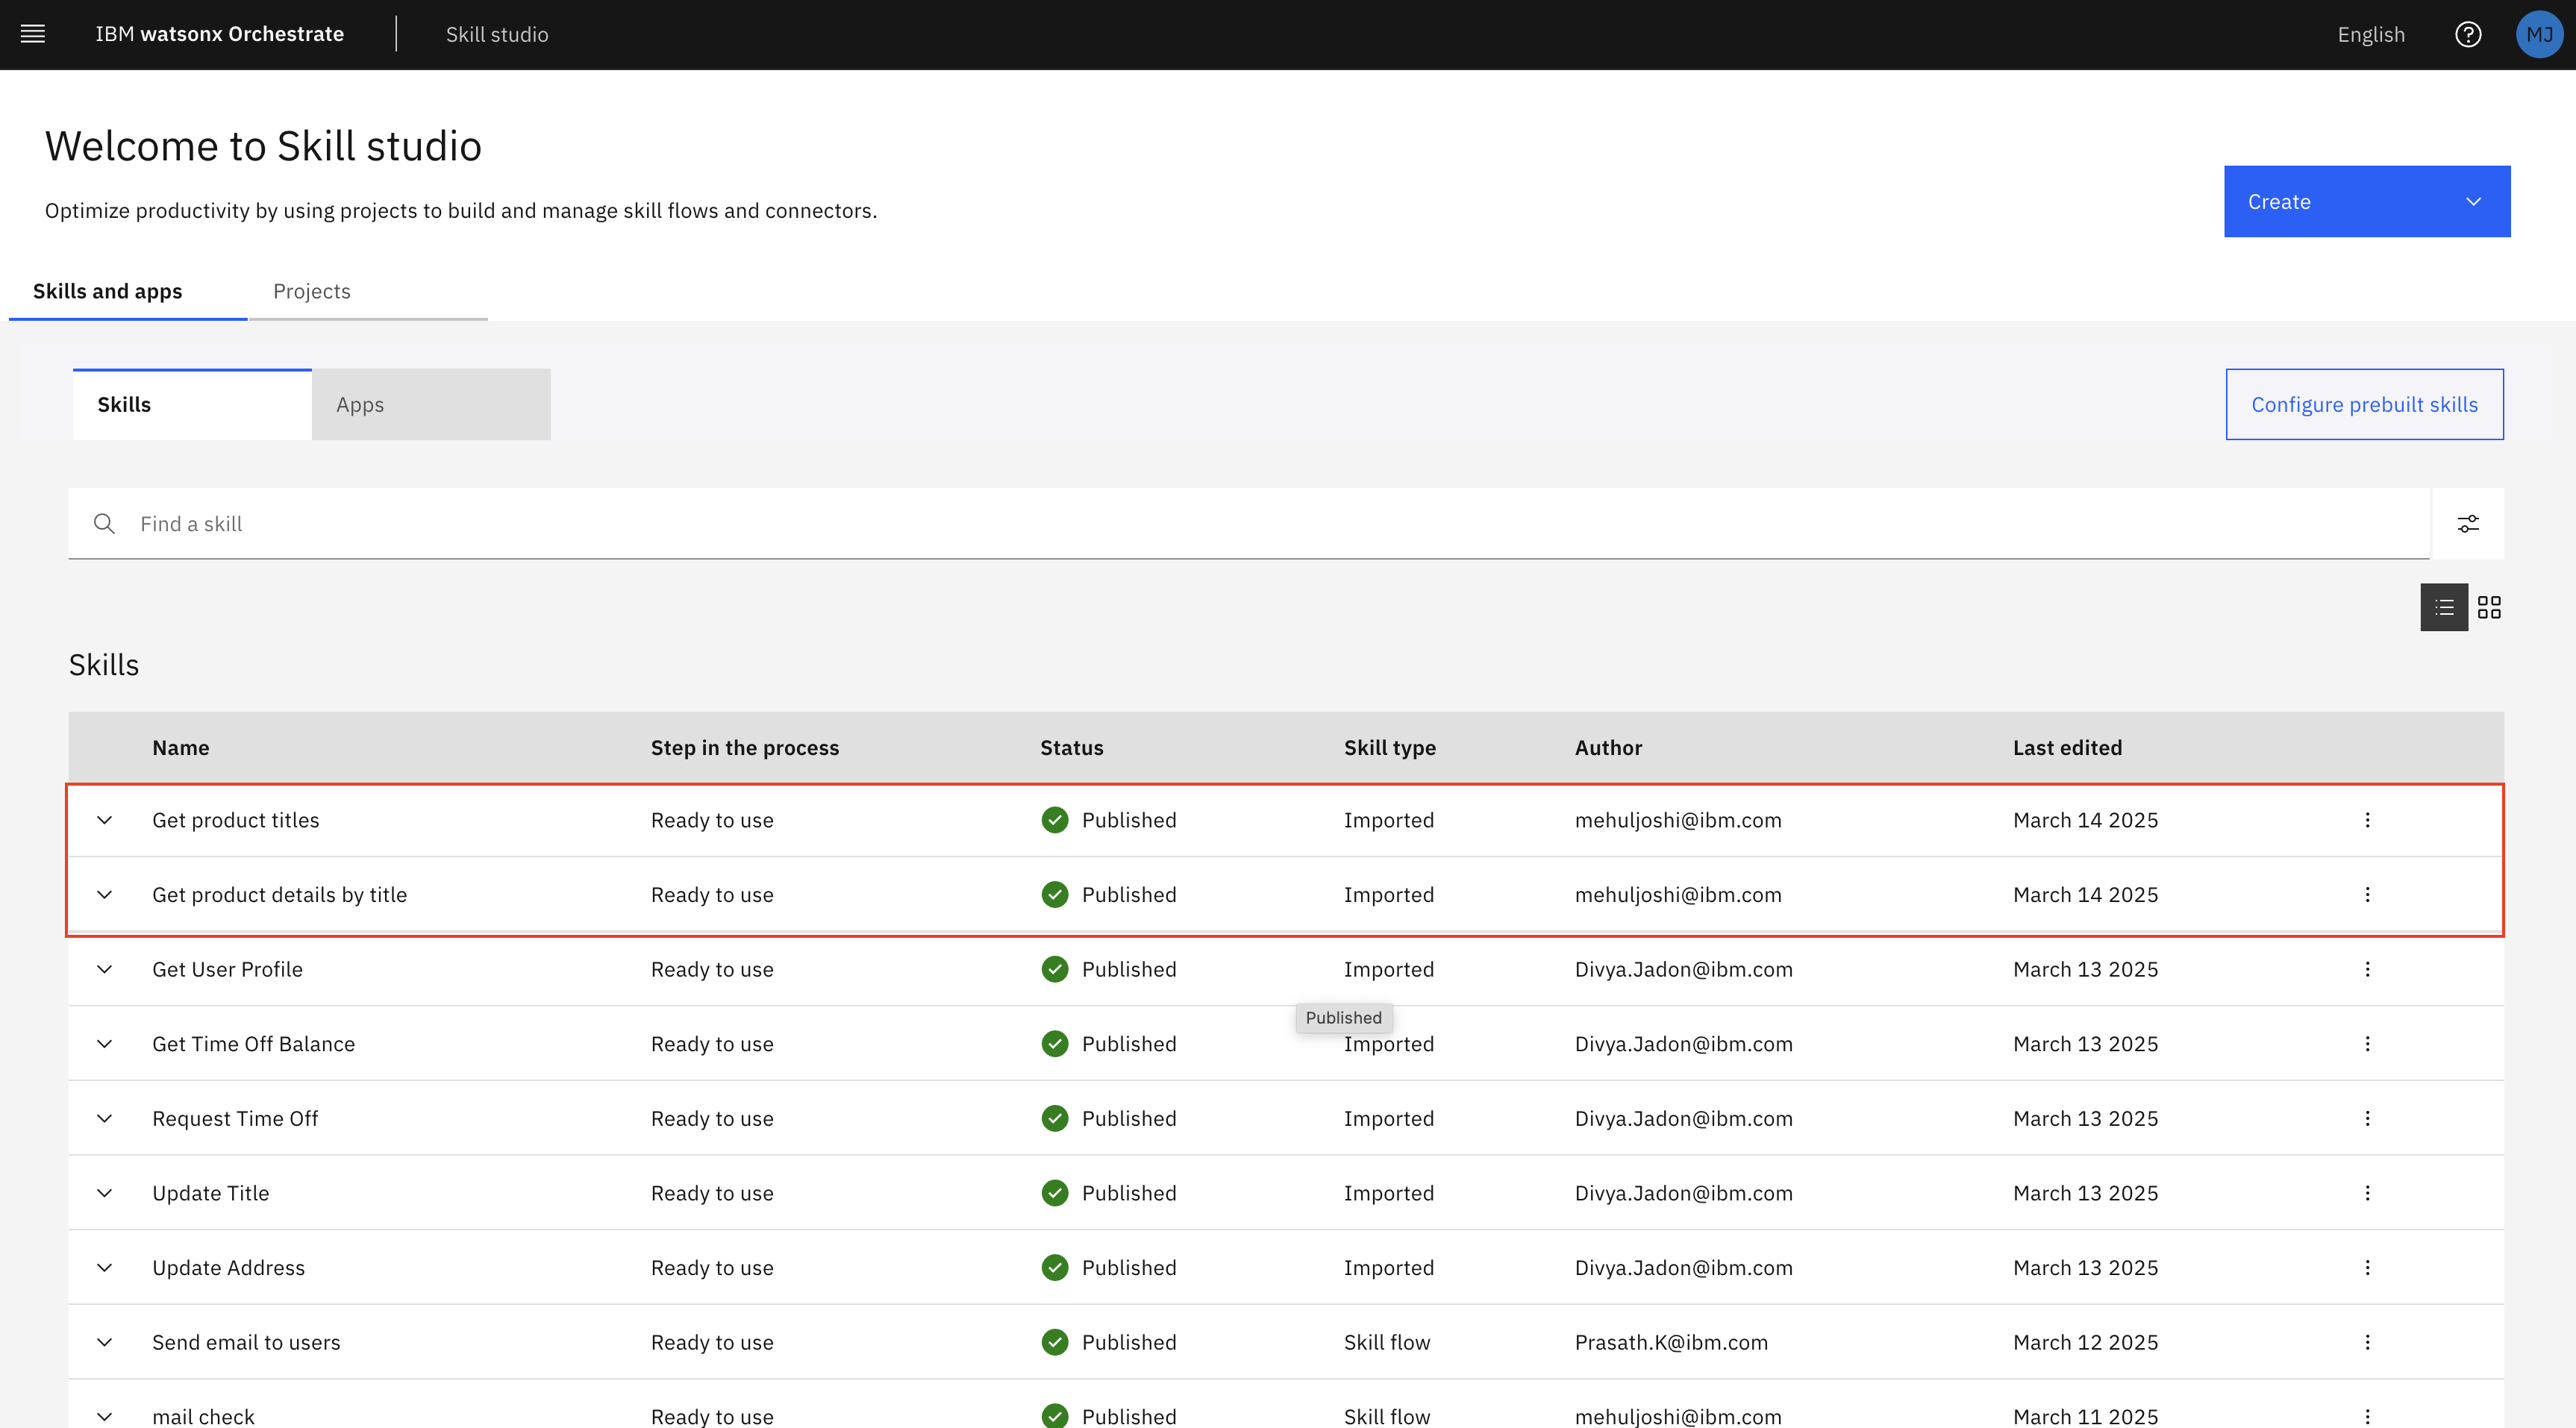 IBM watsonx Orchestrate Skill studio English MJ
Welcome to Skill studio
Optimize productivity by using projects to build and manage skill flows and connectors.
Create
Skills and apps Projects
Skills Apps Configure prebuilt skills
Find a skill
Skills
Name Step in the process Status Skill type Author Last edited
Get product titles Ready to use Published Imported mehuljoshi@ibm.com March 14 2025
Get product details by title Ready to use Published Imported mehuljoshi@ibm.com March 14 2025
Get User Profile Ready to use Published Imported Divya.Jadon@ibm.com March 13 2025
Published
Get Time Off Balance Ready to use Published Imported Divya.Jadon@ibm.com March 13 2025
Request Time Off Ready to use Published Imported Divya.Jadon@ibm.com March 13 2025
Update Title Ready to use Published Imported Divya.Jadon@ibm.com March 13 2025
Update Address Ready to use Published Imported Divya.Jadon@ibm.com March 13 2025
Send email to users Ready to use Published Skill flow Prasath.K@ibm.com March 12 2025
mail check Ready to use Published Skill flow mehuljoshi@ibm.com March 11 2025